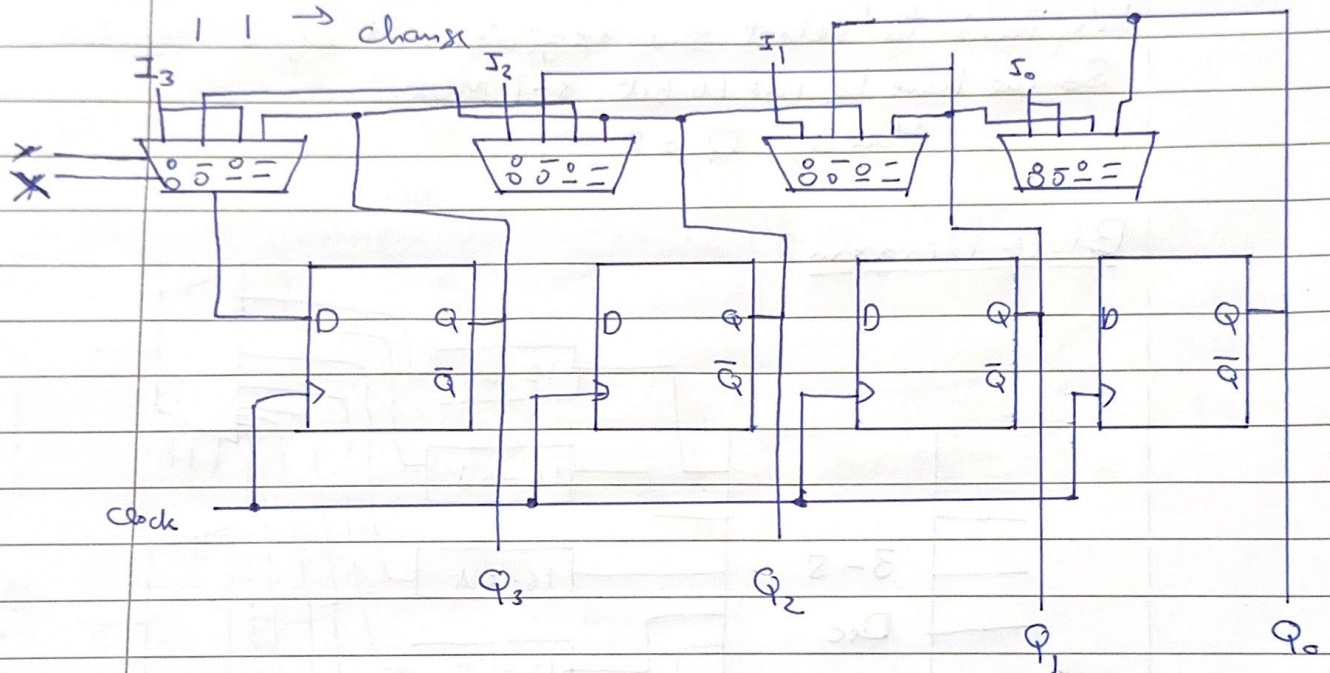 1 1 → change
I3 I2 I1 I0
x
x
00 01 10 11 00 01 10 11 00 01 10 11 00 01 10 11
D Q D Q D Q D Q
Q̅ Q̅ Q̅ Q̅
Clock
Q3 Q2
Q1 Q0